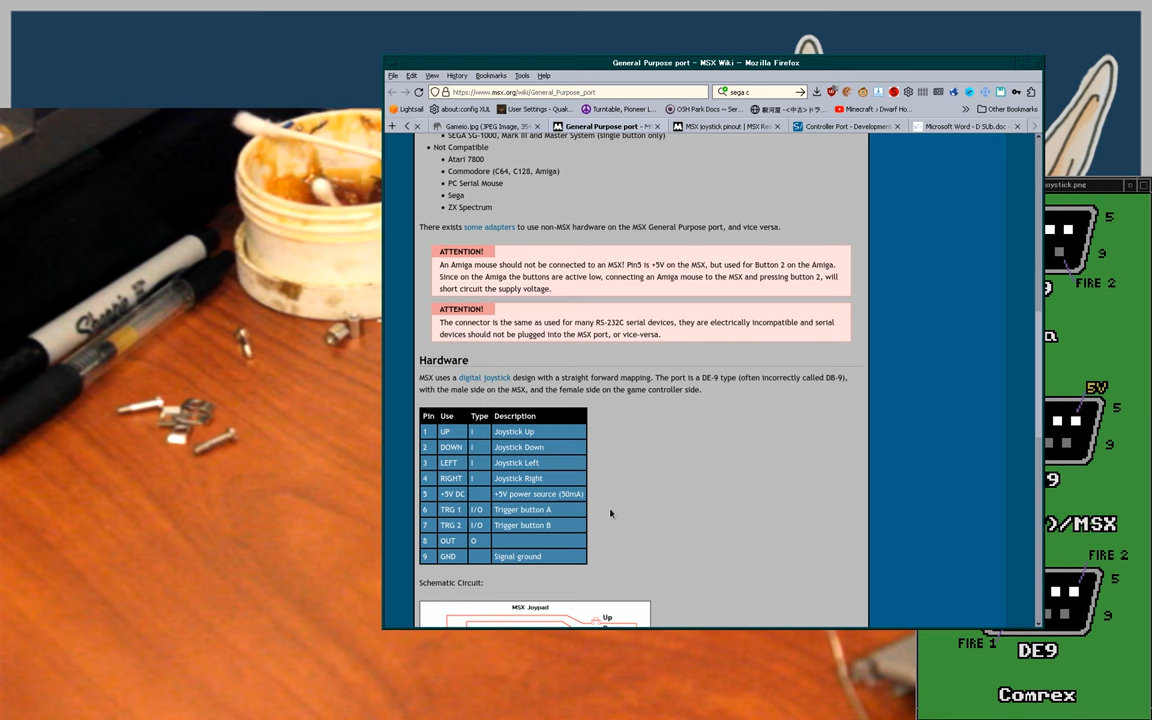 General Purpose port – MSX Wiki – Mozilla Firefox
File Edit View History Bookmarks Tools Help
https://www.msx.org/wiki/General_Purpose_port
sega c
Lightsail about:config XUL User Settings - Quak... Turntable, Pioneer L... OSH Park Docs ~ Ser... Minecraft / Dwarf Ho... Other Bookmarks
Gameio.jpg (JPEG Image, 354 General Purpose port - M MSX joystick pinout | MSX Re Controller Port - Development Microsoft Word - D SUb.doc
oystick.png
SEGA SG-1000, Mark III and Master System (single button only)
Not Compatible
Atari 7800
Commodore (C64, C128, Amiga)
PC Serial Mouse
Sega
ZX Spectrum
There exists some adapters to use non-MSX hardware on the MSX General Purpose port, and vice versa.
ATTENTION!
An Amiga mouse should not be connected to an MSX! Pin5 is +5V on the MSX, but used for Button 2 on the Amiga.
Since on the Amiga the buttons are active low, connecting an Amiga mouse to the MSX and pressing button 2, will
short circuit the supply voltage.
ATTENTION!
The connector is the same as used for many RS-232C serial devices, they are electrically incompatible and serial
devices should not be plugged into the MSX port, or vice-versa.
Hardware
MSX uses a digital joystick design with a straight forward mapping. The port is a DE-9 type (often incorrectly called DB-9),
with the male side on the MSX, and the female side on the game controller side.
Pin Use Type Description
1 UP I Joystick Up
2 DOWN I Joystick Down
3 LEFT I Joystick Left
4 RIGHT I Joystick Right
5 +5V DC +5V power source (50mA)
6 TRG 1 I/O Trigger button A
7 TRG 2 I/O Trigger button B
8 OUT O
9 GND Signal ground
Schematic Circuit:
MSX Joypad
Up
5
9
FIRE 2
9
a
5V
5
9
9
)/MSX
FIRE 2
5
9
FIRE 1
DE9
Comrex
Sharpie